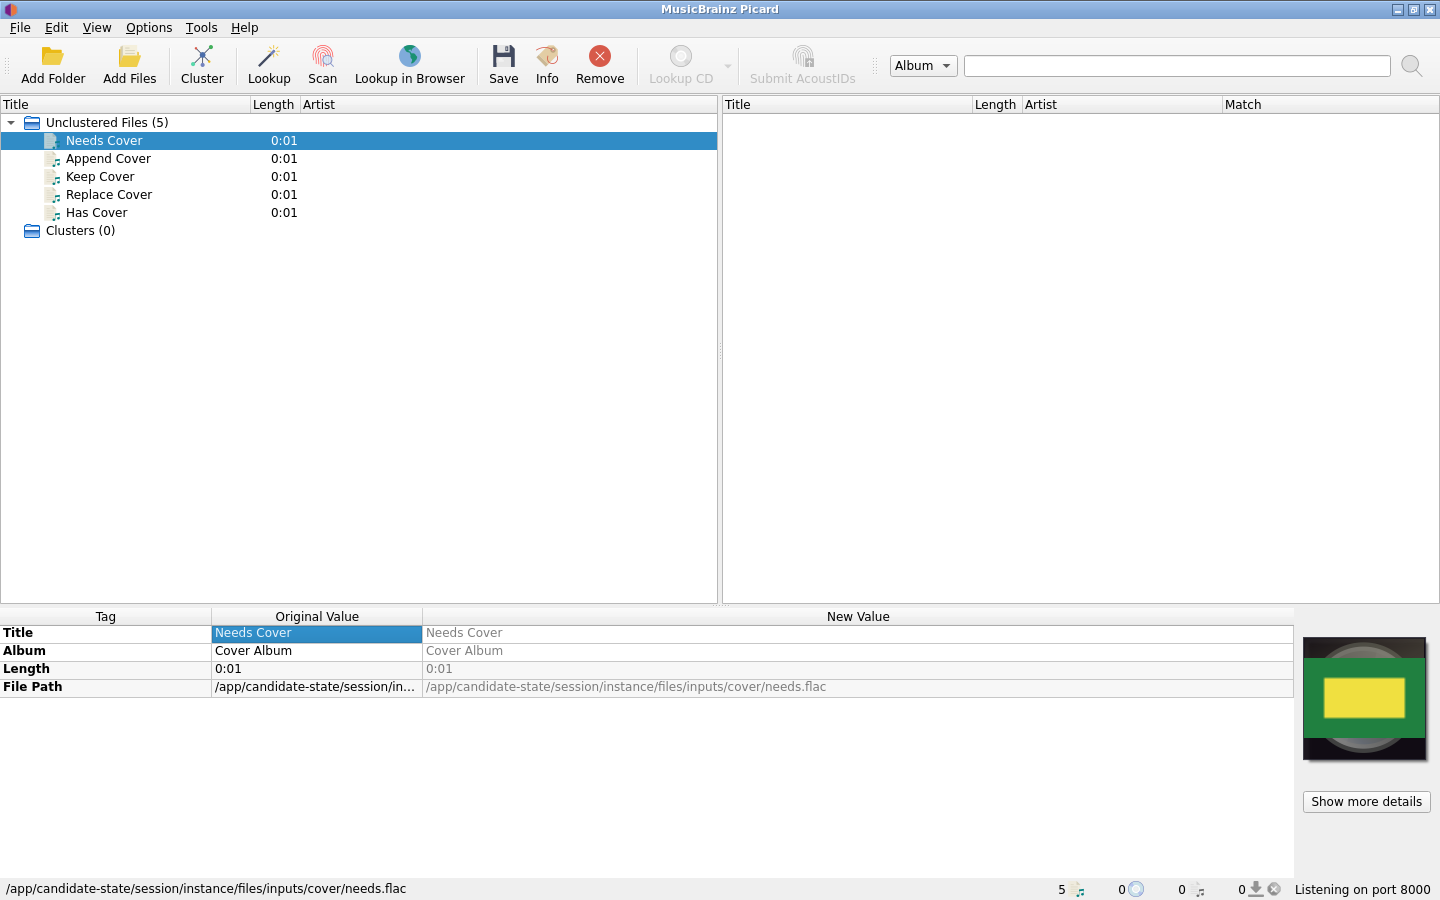 MusicBrainz Picard
File Edit View Options Tools Help
Add Folder Add Files Cluster Lookup Scan Lookup in Browser Save Info Remove Lookup CD Submit AcoustIDs Album
Title Length Artist
Title Length Artist Match
Unclustered Files (5)
Needs Cover 0:01
Append Cover 0:01
Keep Cover 0:01
Replace Cover 0:01
Has Cover 0:01
Clusters (0)
Tag Original Value New Value
Title Needs Cover Needs Cover
Album Cover Album Cover Album
Length 0:01 0:01
File Path /app/candidate-state/session/in... /app/candidate-state/session/instance/files/inputs/cover/needs.flac
Show more details
/app/candidate-state/session/instance/files/inputs/cover/needs.flac 5 0 0 0 Listening on port 8000